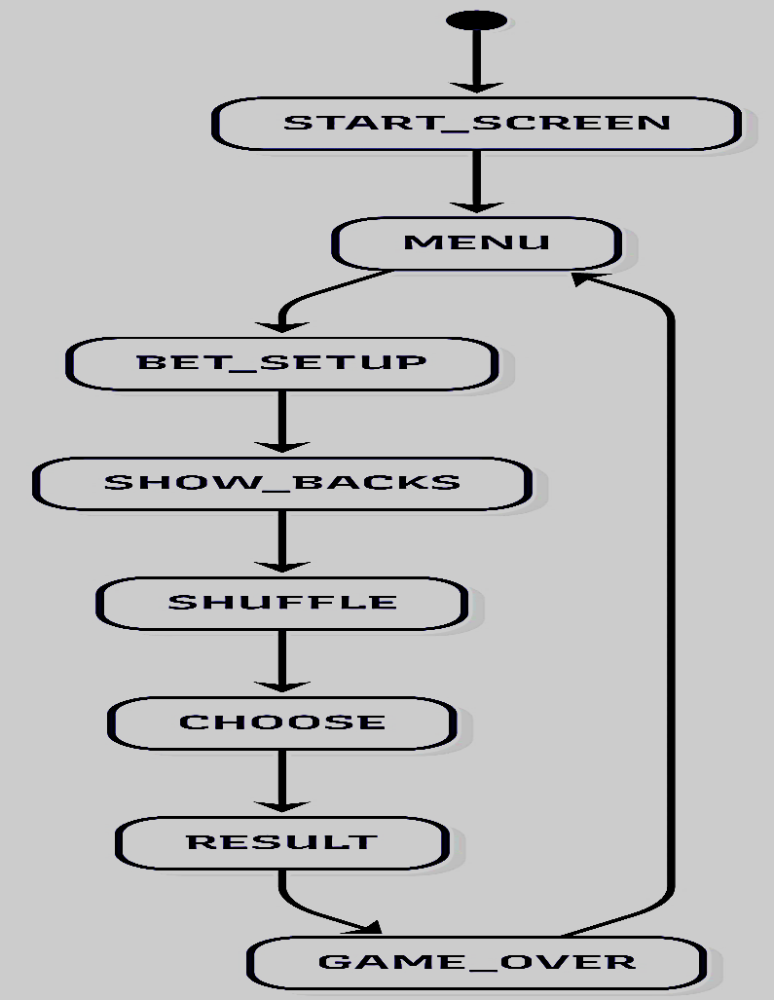 START_SCREEN
MENU
BET_SETUP
SHOW_BACKS
SHUFFLE
CHOOSE
RESULT
GAME_OVER